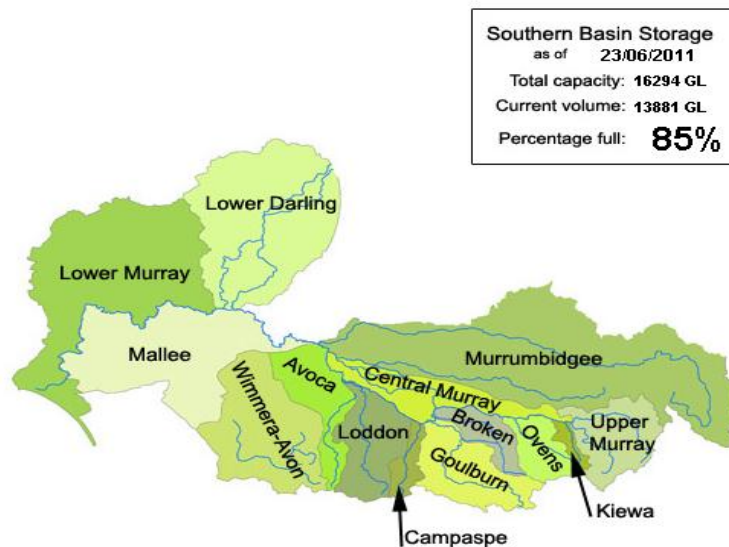 Southern Basin Storage
as of 23/06/2011
Total capacity: 16294 GL
Current volume: 13881 GL
Percentage full: 85%
Lower Darling
Lower Murray
Mallee
Murrumbidgee
Avoca
Central Murray
Wimmera-Avon
Loddon
Broken
Ovens
Upper
Murray
Goulburn
Kiewa
Campaspe